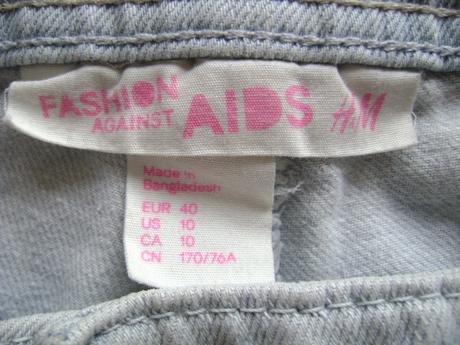 FASHION AGAINST AIDS H&M
Made in
Bangladesh
EUR 40
US 10
CA 10
CN 170/76A